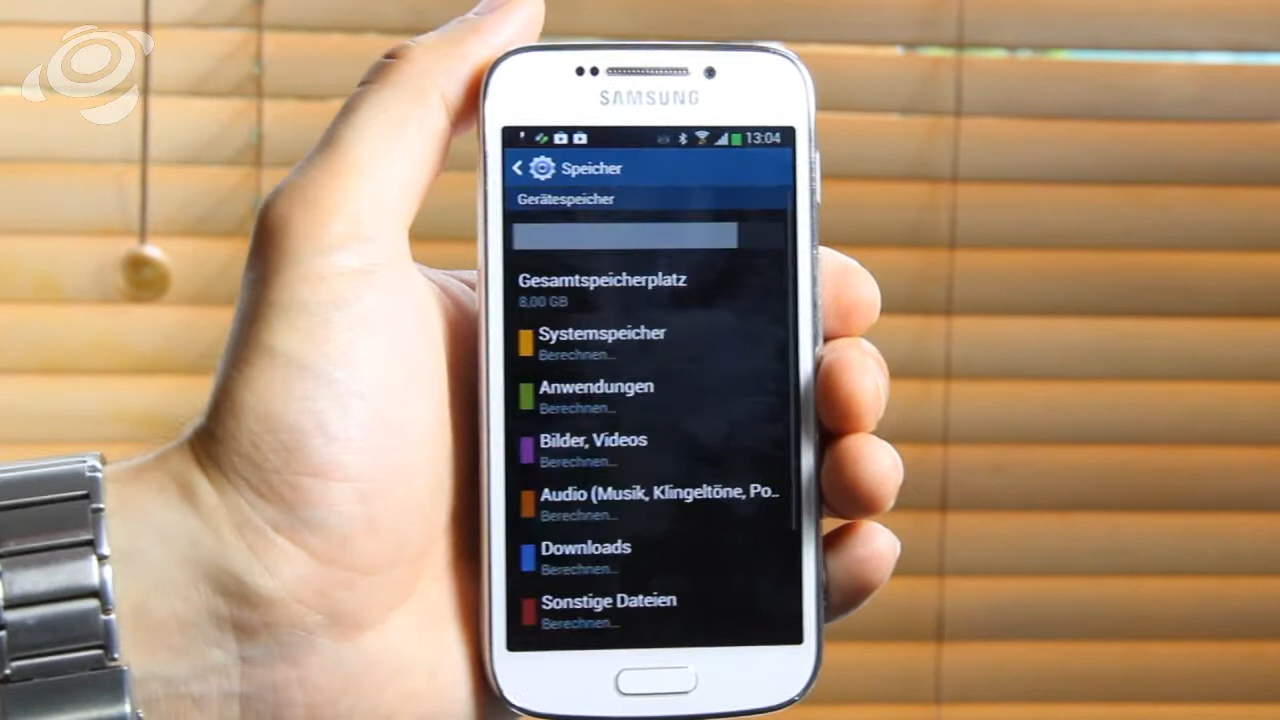 SAMSUNG
13:04
Speicher
Gerätespeicher
Gesamtspeicherplatz
8,00 GB
Systemspeicher
Berechnen...
Anwendungen
Berechnen...
Bilder, Videos
Berechnen...
Audio (Musik, Klingeltöne, Po..
Berechnen...
Downloads
Berechnen...
Sonstige Dateien
Berechnen...